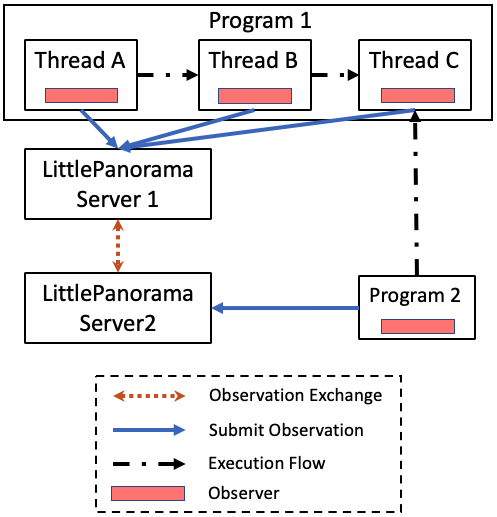 Program 1
Thread A
Thread B
Thread C
LittlePanorama
Server 1
LittlePanorama
Server2
Program 2
Observation Exchange
Submit Observation
Execution Flow
Observer